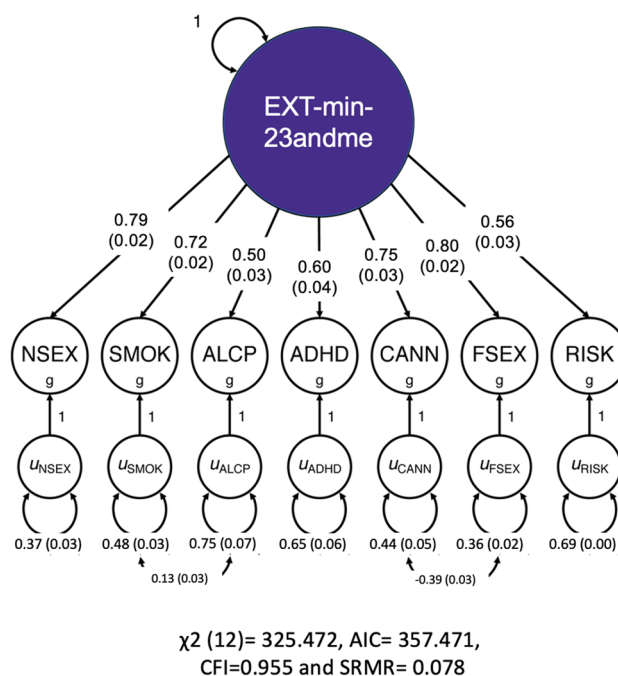 1
EXT-min-
23andme
0.79
(0.02)
0.72
(0.02)
0.50
(0.03)
0.60
(0.04)
0.75
(0.03)
0.80
(0.02)
0.56
(0.03)
NSEX SMOK ALCP ADHD CANN FSEX RISK
g g g g g g g
1 1 1 1 1 1 1
uNSEX uSMOK uALCP uADHD uCANN uFSEX uRISK
0.37 (0.03) 0.48 (0.03) 0.75 (0.07) 0.65 (0.06) 0.44 (0.05) 0.36 (0.02) 0.69 (0.00)
0.13 (0.03) -0.39 (0.03)
χ2 (12)= 325.472, AIC= 357.471,
CFI=0.955 and SRMR= 0.078